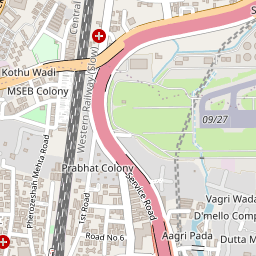 Central
Western Railway (Slow)
S
Kothu Wadi
MSEB Colony
09/27
Pherozeshah Mehta Road
Prabhat Colony
1st Road
Service Road
Vagri Wada
D'mello Comp
Road No 6
Aagri Pada
Dutta M